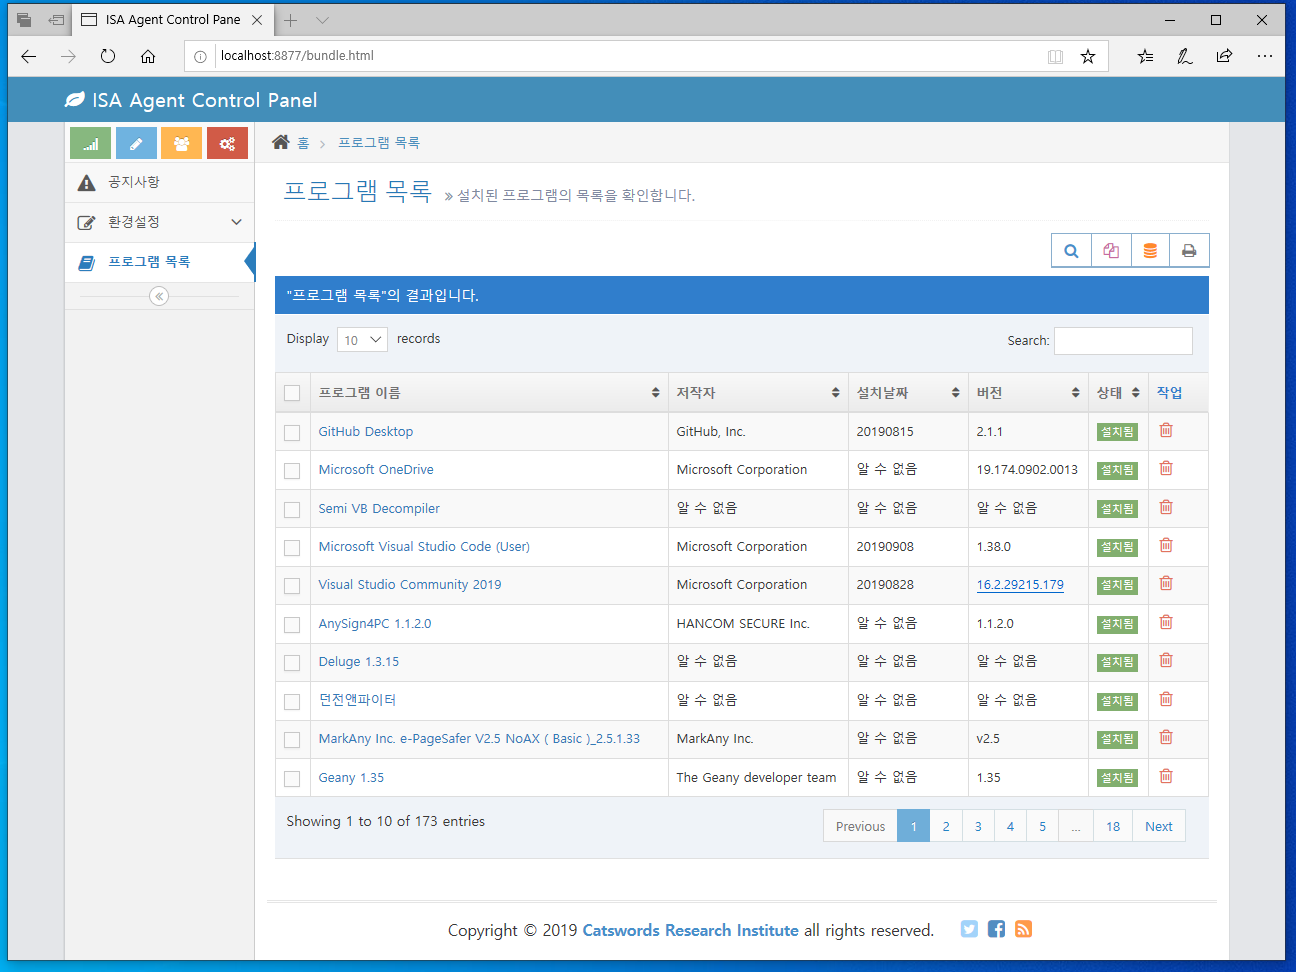 ISA Agent Control Pane
localhost:8877/bundle.html
ISA Agent Control Panel
홈 프로그램 목록
공지사항
환경설정
프로그램 목록
프로그램 목록 » 설치된 프로그램의 목록을 확인합니다.
"프로그램 목록"의 결과입니다.
Display 10 records Search:
프로그램 이름 저작자 설치날짜 버전 상태 작업
GitHub Desktop GitHub, Inc. 20190815 2.1.1 설치됨
Microsoft OneDrive Microsoft Corporation 알 수 없음 19.174.0902.0013 설치됨
Semi VB Decompiler 알 수 없음 알 수 없음 알 수 없음 설치됨
Microsoft Visual Studio Code (User) Microsoft Corporation 20190908 1.38.0 설치됨
Visual Studio Community 2019 Microsoft Corporation 20190828 16.2.29215.179 설치됨
AnySign4PC 1.1.2.0 HANCOM SECURE Inc. 알 수 없음 1.1.2.0 설치됨
Deluge 1.3.15 알 수 없음 알 수 없음 알 수 없음 설치됨
던전앤파이터 알 수 없음 알 수 없음 알 수 없음 설치됨
MarkAny Inc. e-PageSafer V2.5 NoAX ( Basic )_2.5.1.33 MarkAny Inc. 알 수 없음 v2.5 설치됨
Geany 1.35 The Geany developer team 알 수 없음 1.35 설치됨
Showing 1 to 10 of 173 entries Previous 1 2 3 4 5 ... 18 Next
Copyright © 2019 Catswords Research Institute all rights reserved.